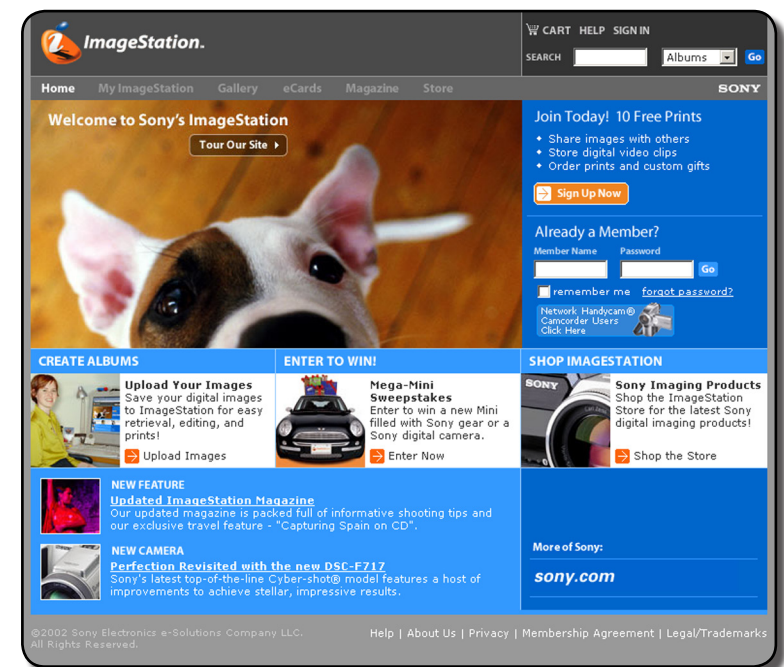 ImageStation.
CART HELP SIGN IN
SEARCH Albums Go
Home My ImageStation Gallery eCards Magazine Store SONY
Welcome to Sony's ImageStation
Tour Our Site
Join Today! 10 Free Prints
Share images with others
Store digital video clips
Order prints and custom gifts
Sign Up Now
Already a Member?
Member Name Password
Go
remember me forgot password?
Network Handycam®
Camcorder Users
Click Here
CREATE ALBUMS
Upload Your Images
Save your digital images
to ImageStation for easy
retrieval, editing, and
prints!
Upload Images
ENTER TO WIN!
Mega-Mini
Sweepstakes
Enter to win a new Mini
filled with Sony gear or a
Sony digital camera.
Enter Now
SHOP IMAGESTATION
SONY
Sony Imaging Products
Shop the ImageStation
Store for the latest Sony
digital imaging products!
Shop the Store
NEW FEATURE
Updated ImageStation Magazine
Our updated magazine is packed full of informative shooting tips and
our exclusive travel feature - "Capturing Spain on CD".
NEW CAMERA
Perfection Revisited with the new DSC-F717
Sony's latest top-of-the-line Cyber-shot® model features a host of
improvements to achieve stellar, impressive results.
More of Sony:
sony.com
©2002 Sony Electronics e-Solutions Company LLC.
All Rights Reserved.
Help | About Us | Privacy | Membership Agreement | Legal/Trademarks